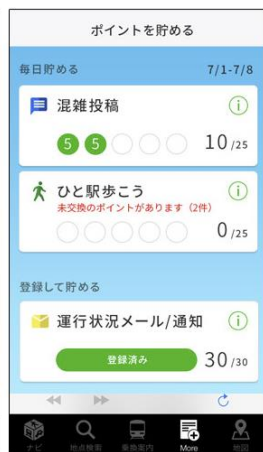 ポイントを貯める
毎日貯める 7/1-7/8
混雑投稿
5 5 10 /25
ひと駅歩こう
未交換のポイントがあります（2件）
0 /25
登録して貯める
運行状況メール/通知
登録済み 30 /30
ナビ 地点検索 乗換案内 More 地図